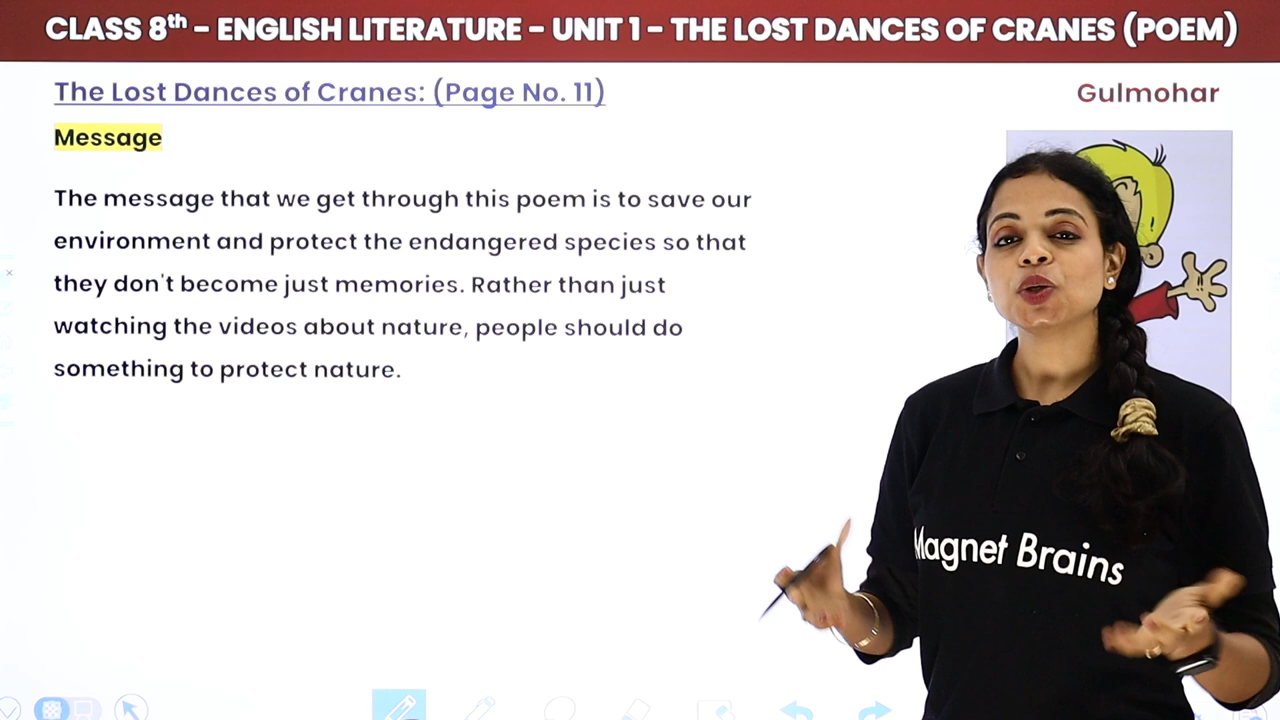 CLASS 8th – ENGLISH LITERATURE – UNIT 1 – THE LOST DANCES OF CRANES (POEM)
The Lost Dances of Cranes: (Page No. 11)
Gulmohar
Message
The message that we get through this poem is to save our
environment and protect the endangered species so that
they don't become just memories. Rather than just
watching the videos about nature, people should do
something to protect nature.
Magnet Brains